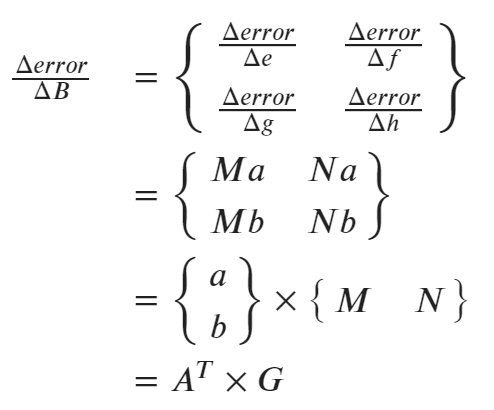 Δerror/ΔB = { Δerror/Δe Δerror/Δf
Δerror/Δg Δerror/Δh }
= { Ma Na
Mb Nb }
= { a
b } × { M N }
= A^T × G